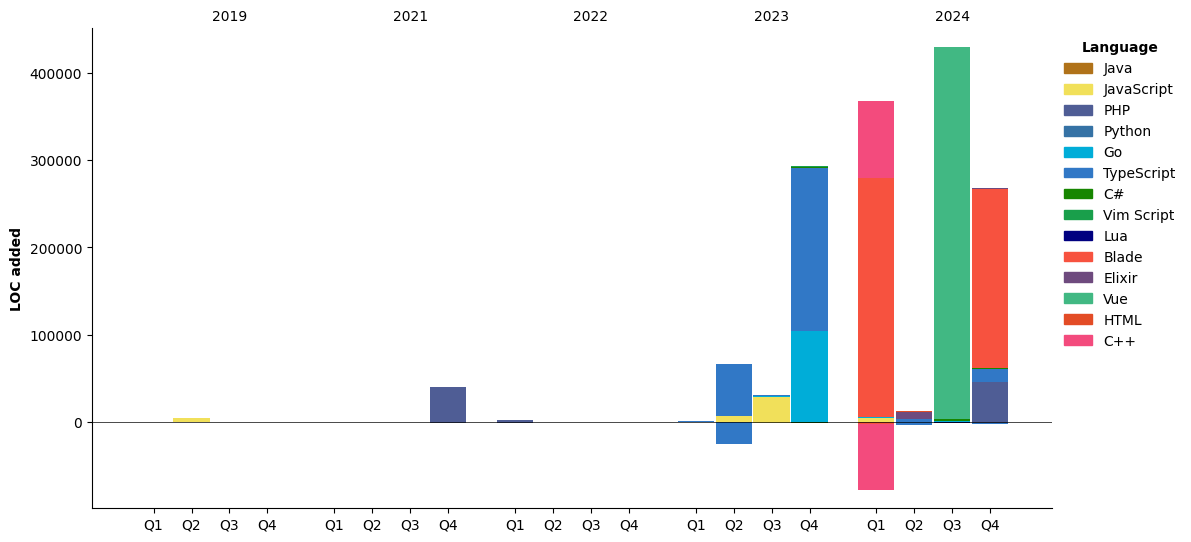 2019 2021 2022 2023 2024
LOC added
400000
300000
200000
100000
0
Q1 Q2 Q3 Q4 Q1 Q2 Q3 Q4 Q1 Q2 Q3 Q4 Q1 Q2 Q3 Q4 Q1 Q2 Q3 Q4
Language
Java
JavaScript
PHP
Python
Go
TypeScript
C#
Vim Script
Lua
Blade
Elixir
Vue
HTML
C++